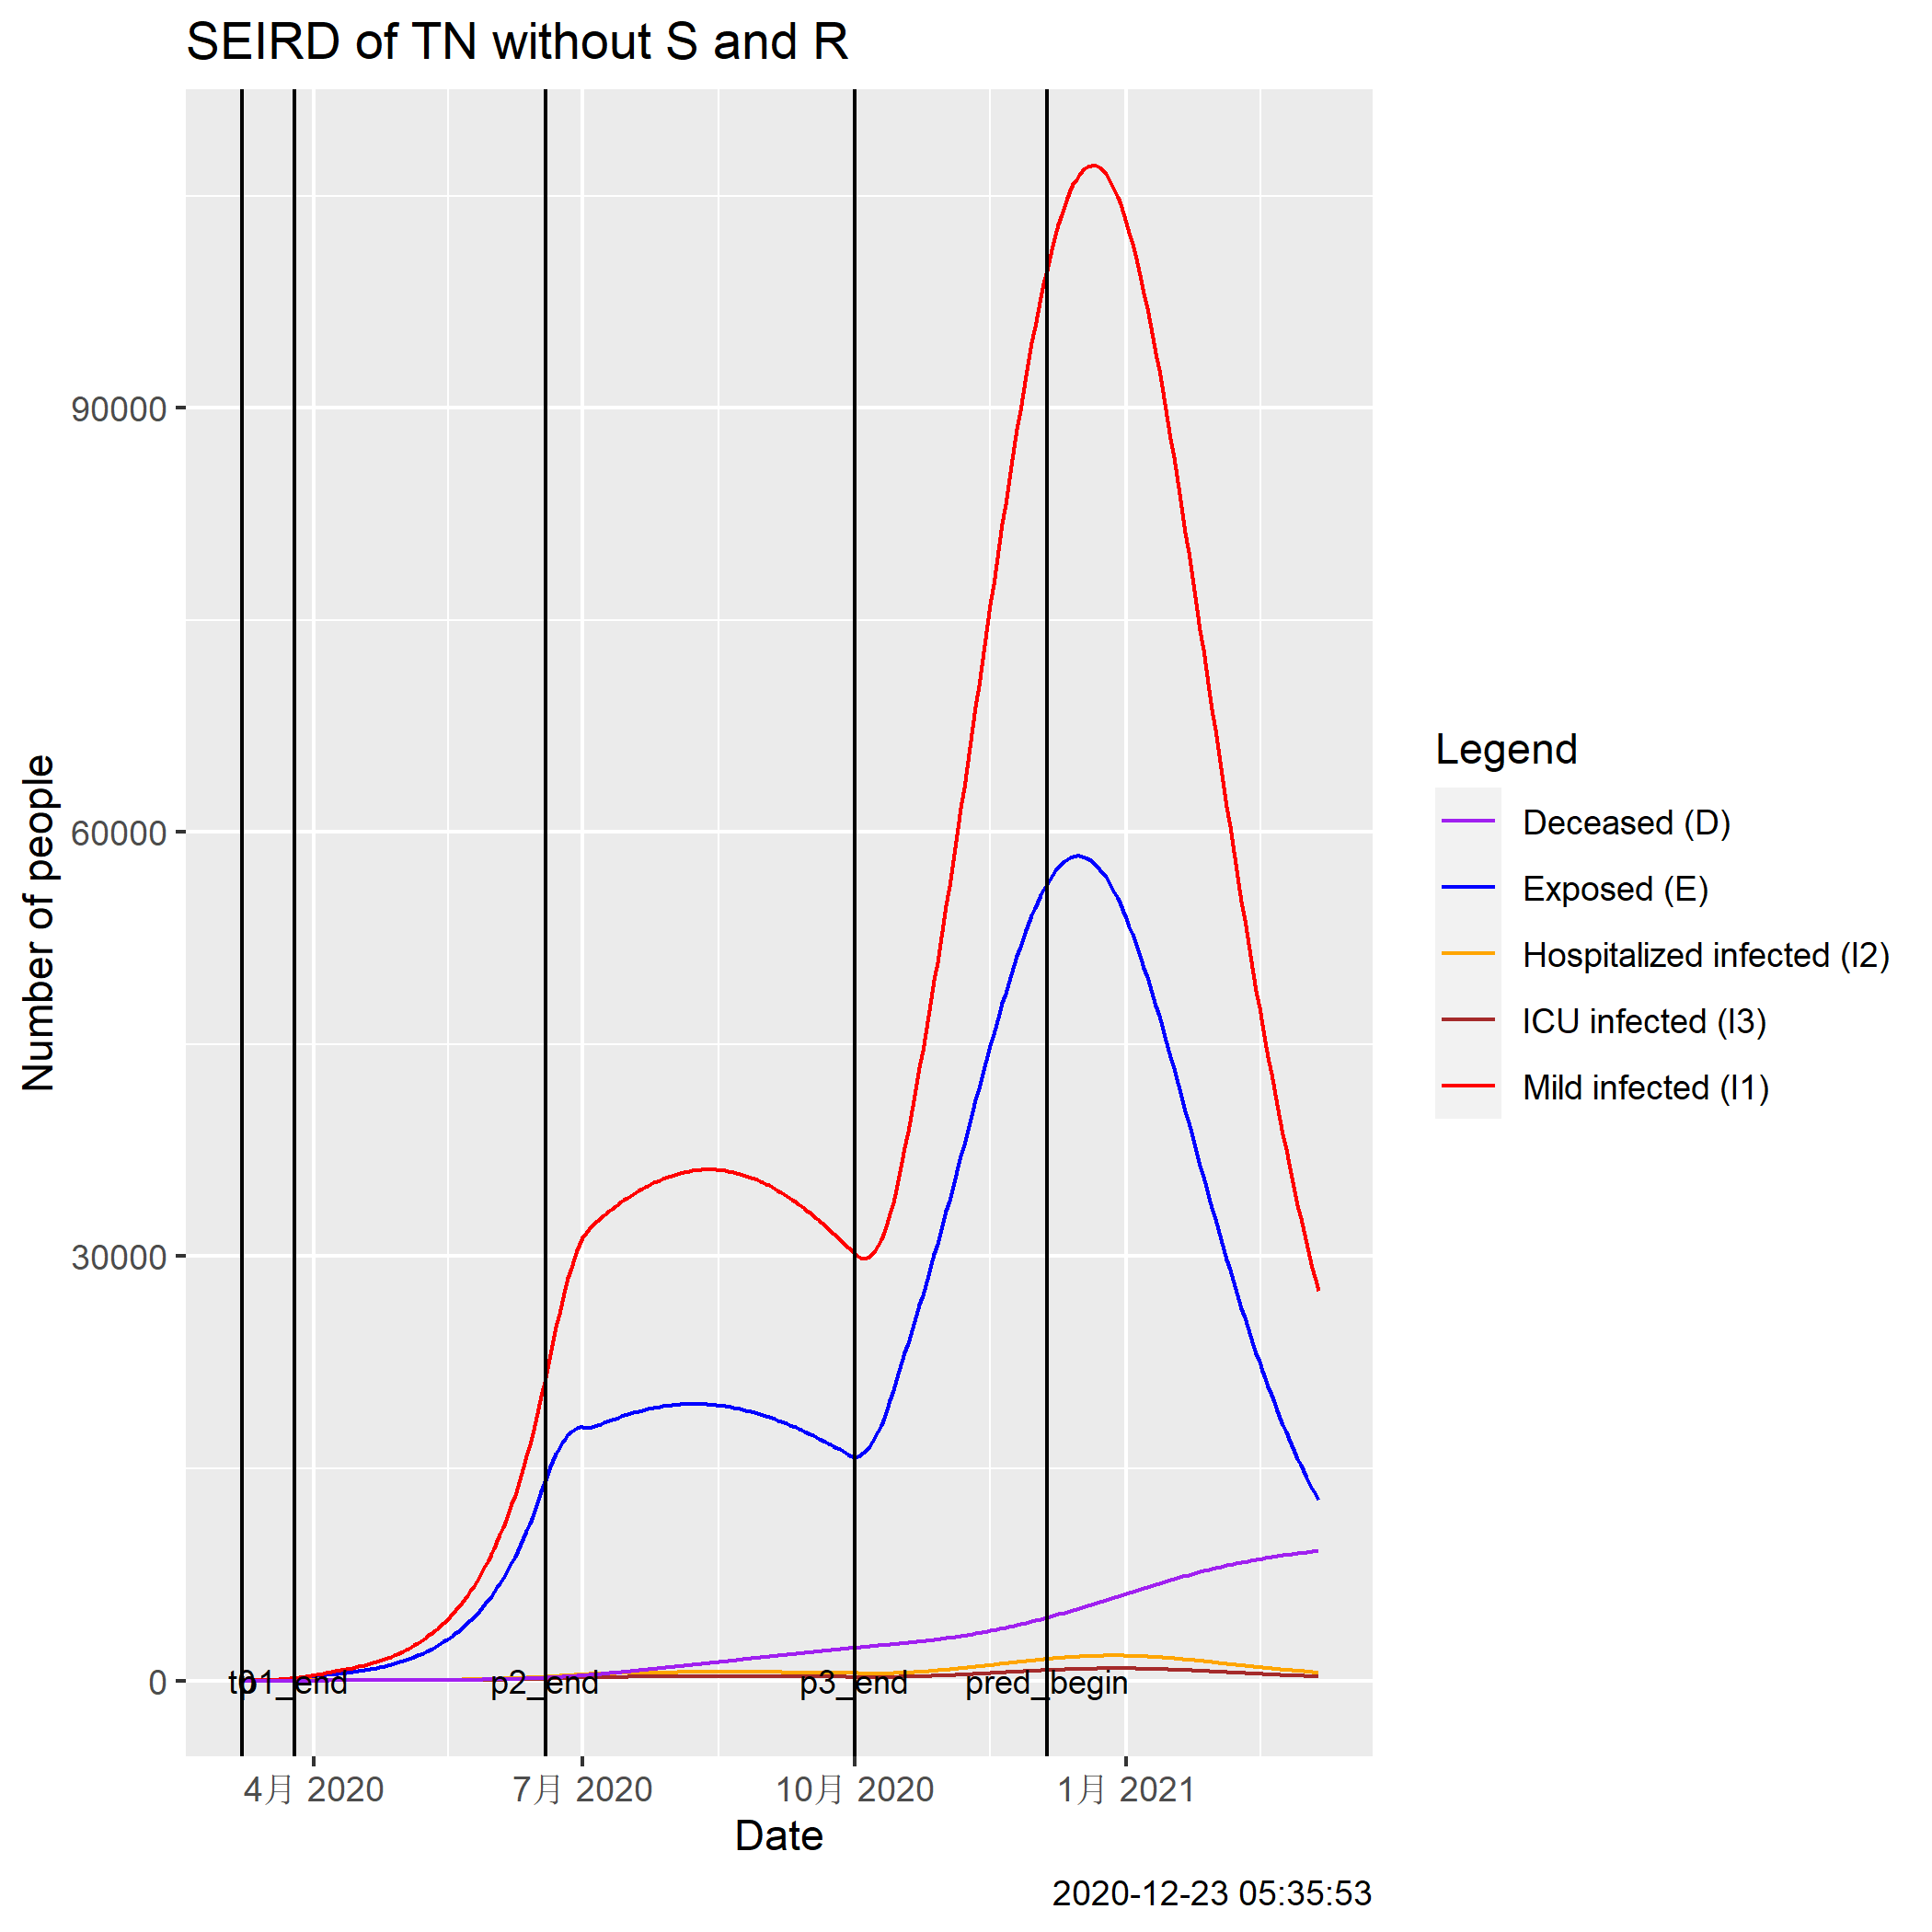 SEIRD of TN without S and R
Number of people
90000
60000
30000
0
t0
p1_end
p2_end
p3_end
pred_begin
4月 2020
7月 2020
10月 2020
1月 2021
Date
Legend
Deceased (D)
Exposed (E)
Hospitalized infected (I2)
ICU infected (I3)
Mild infected (I1)
2020-12-23 05:35:53